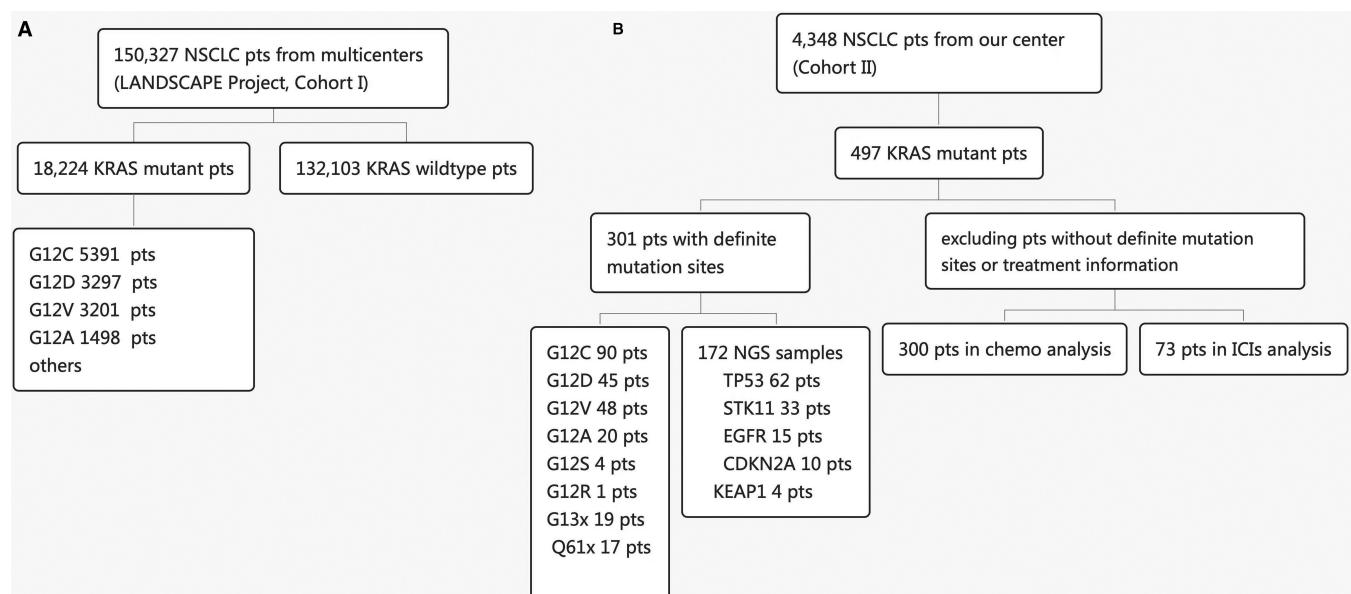 A
150,327 NSCLC pts from multicenters
(LANDSCAPE Project, Cohort I)
18,224 KRAS mutant pts
132,103 KRAS wildtype pts
G12C 5391 pts
G12D 3297 pts
G12V 3201 pts
G12A 1498 pts
others
B
4,348 NSCLC pts from our center
(Cohort II)
497 KRAS mutant pts
301 pts with definite
mutation sites
excluding pts without definite mutation
sites or treatment information
G12C 90 pts
G12D 45 pts
G12V 48 pts
G12A 20 pts
G12S 4 pts
G12R 1 pts
G13x 19 pts
Q61x 17 pts
172 NGS samples
TP53 62 pts
STK11 33 pts
EGFR 15 pts
CDKN2A 10 pts
KEAP1 4 pts
300 pts in chemo analysis
73 pts in ICIs analysis